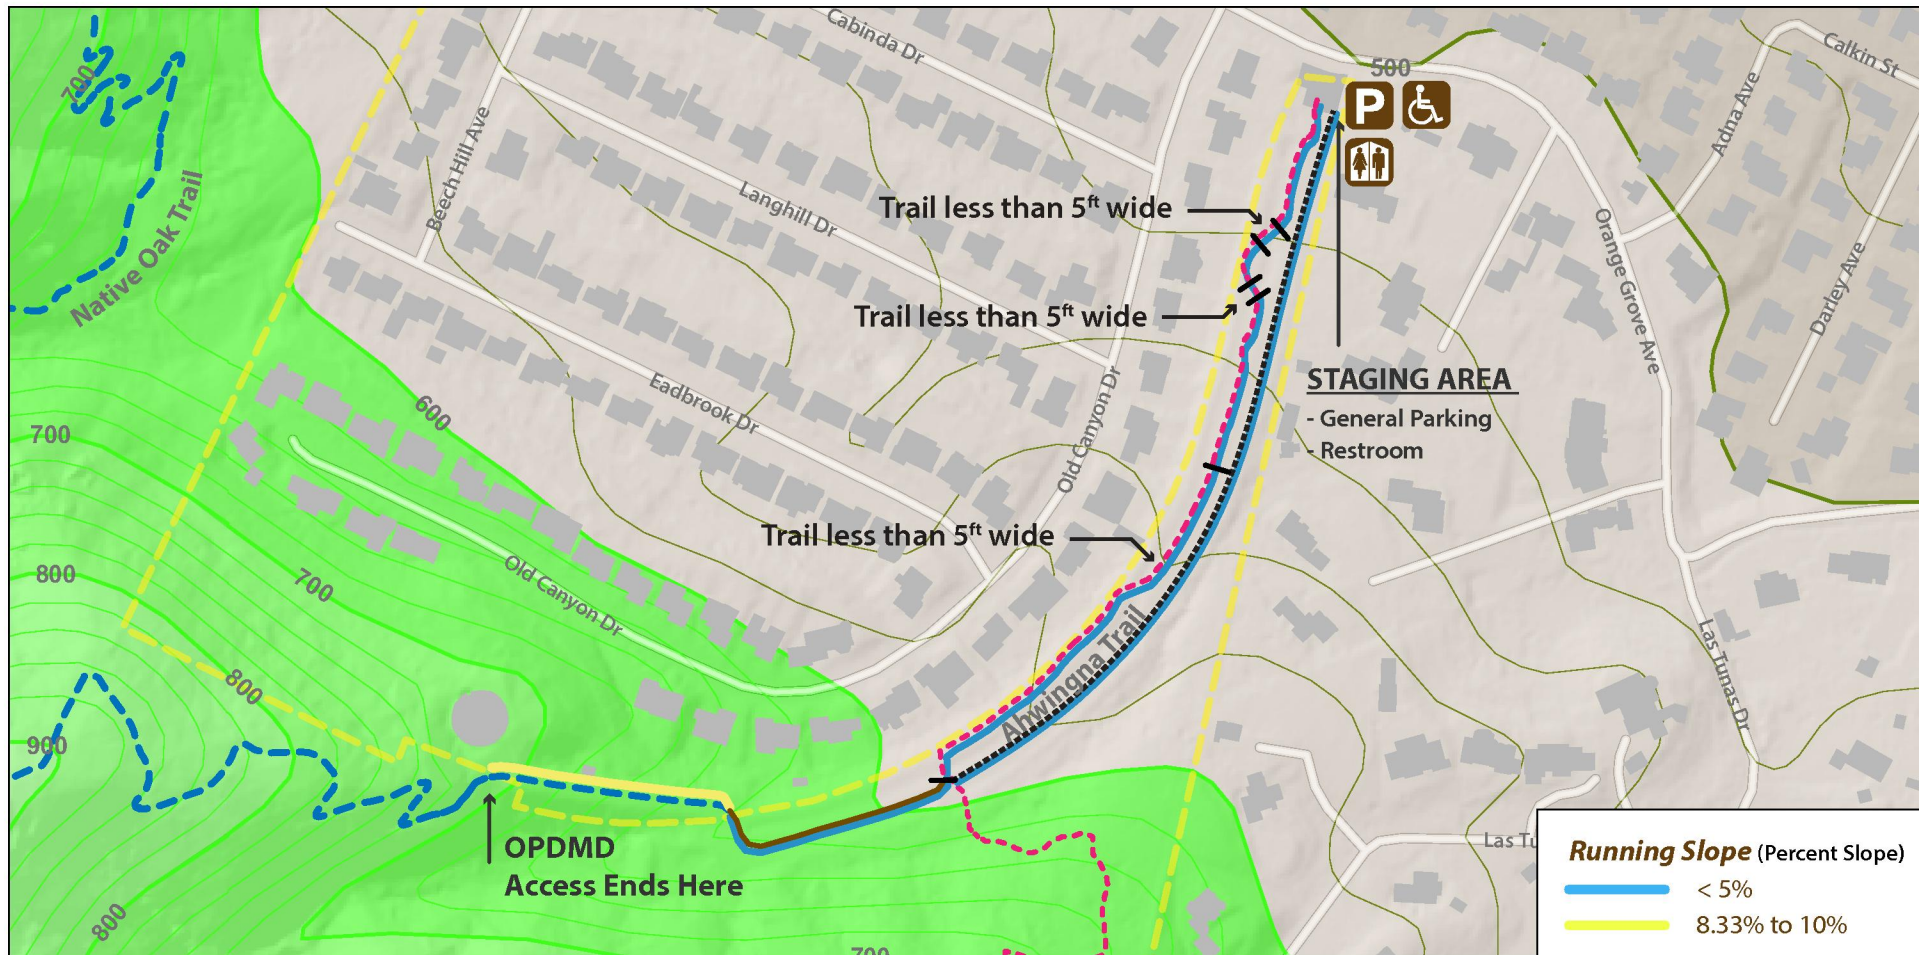 Cabinda Dr
500
Calkin St
700
P
Adna Ave
Beech Hill Ave
Native Oak Trail
Langhill Dr
Trail less than 5ft wide
Orange Grove Ave
Darley Ave
Trail less than 5ft wide
STAGING AREA
- General Parking
- Restroom
Eadbrook Dr
600
Old Canyon Dr
700
Trail less than 5ft wide
Old Canyon Dr
800
700
Ahwingna Trail
Las Tunas Dr
800
900
OPDMD
Access Ends Here
800
700
Las Tu
Running Slope (Percent Slope)
< 5%
8.33% to 10%